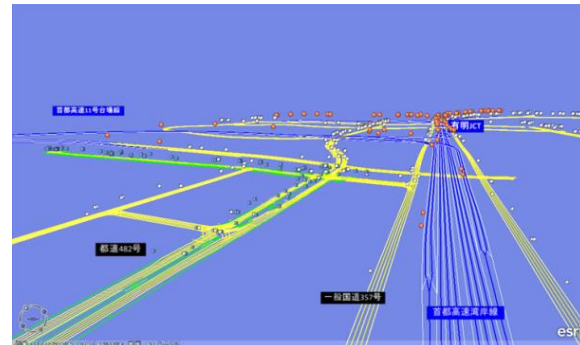 首都高速11号台場線
有明JCT
都道482号
一般国道357号
首都高速湾岸線
esri